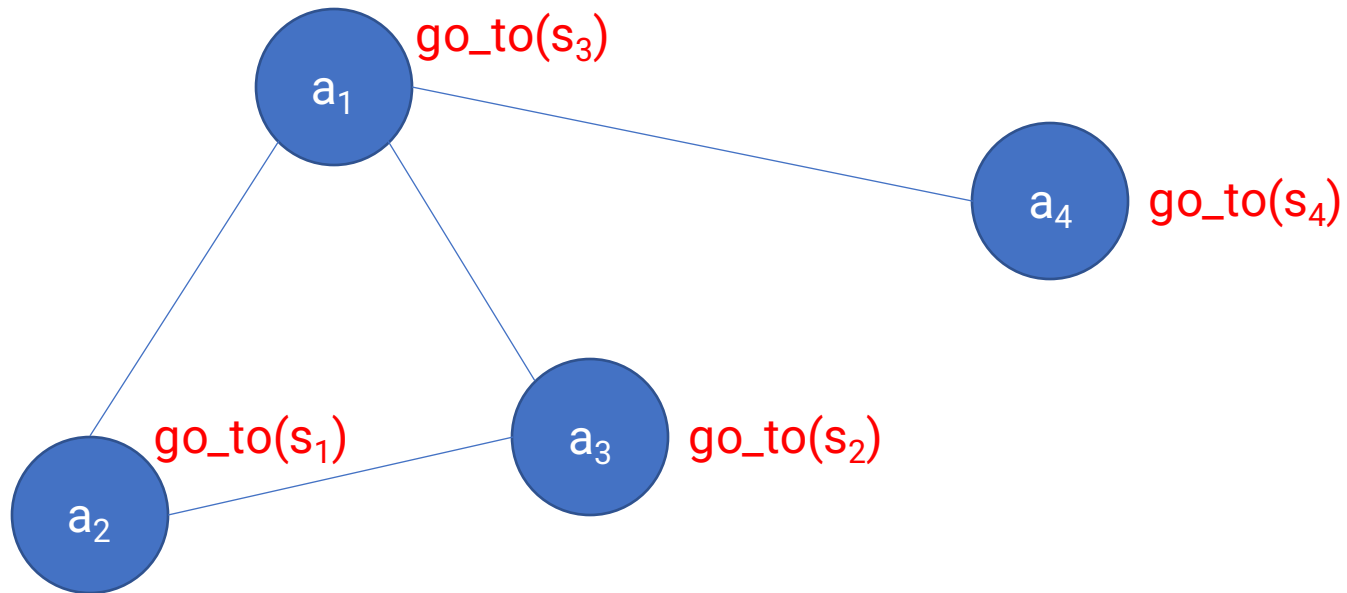 go_to(s₃)
a₁
a₄
go_to(s₄)
go_to(s₁)
a₃
go_to(s₂)
a₂